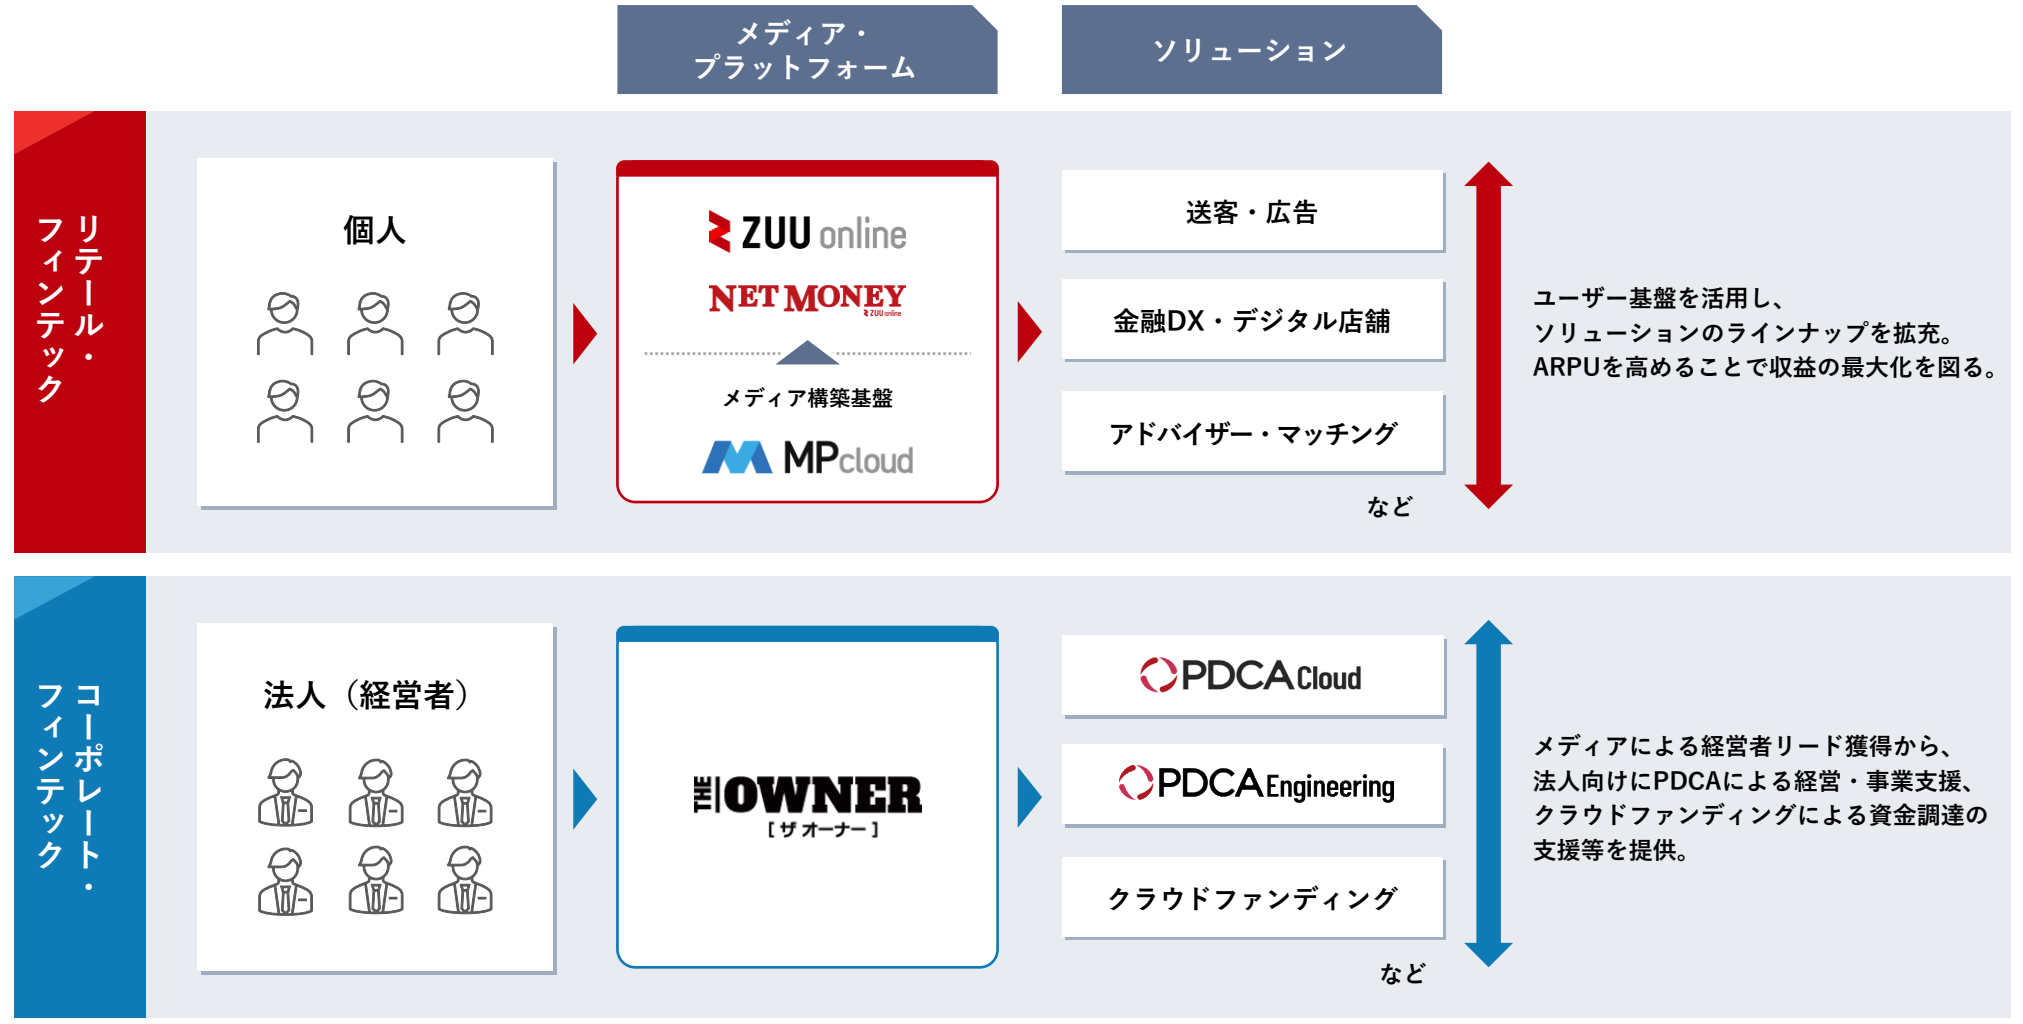 メディア・
プラットフォーム
ソリューション
リテール・
フィンテック
個人
ZUU online
NET MONEY
ZUU online
メディア構築基盤
MPcloud
送客・広告
金融DX・デジタル店舗
アドバイザー・マッチング
など
ユーザー基盤を活用し、
ソリューションのラインナップを拡充。
ARPUを高めることで収益の最大化を図る。
コーポレート・
フィンテック
法人（経営者）
THE OWNER
[ ザ オーナー ]
PDCA Cloud
PDCA Engineering
クラウドファンディング
など
メディアによる経営者リード獲得から、
法人向けにPDCAによる経営・事業支援、
クラウドファンディングによる資金調達の
支援等を提供。